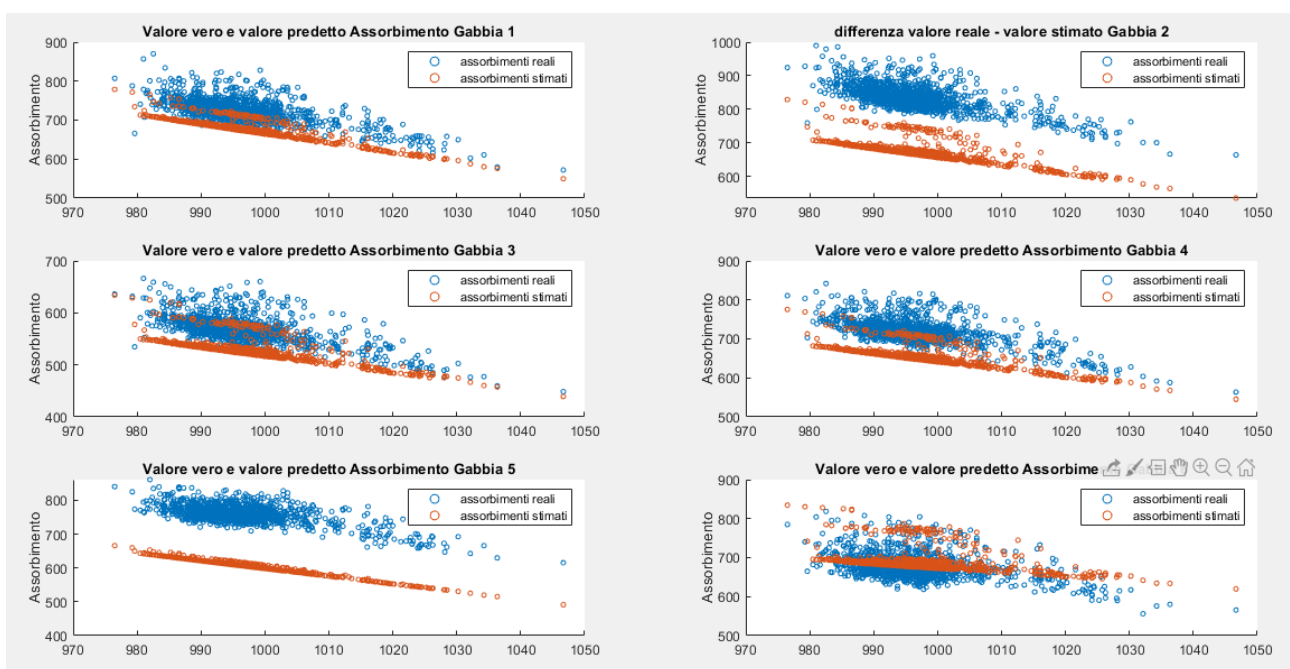 Valore vero e valore predetto Assorbimento Gabbia 1
900
800
700
600
500
Assorbimento
assorbimenti reali
assorbimenti stimati
970 980 990 1000 1010 1020 1030 1040 1050
differenza valore reale - valore stimato Gabbia 2
1000
900
800
700
600
Assorbimento
assorbimenti reali
assorbimenti stimati
970 980 990 1000 1010 1020 1030 1040 1050
Valore vero e valore predetto Assorbimento Gabbia 3
700
600
500
400
Assorbimento
assorbimenti reali
assorbimenti stimati
970 980 990 1000 1010 1020 1030 1040 1050
Valore vero e valore predetto Assorbimento Gabbia 4
900
800
700
600
500
Assorbimento
assorbimenti reali
assorbimenti stimati
970 980 990 1000 1010 1020 1030 1040 1050
Valore vero e valore predetto Assorbimento Gabbia 5
800
700
600
500
400
Assorbimento
assorbimenti reali
assorbimenti stimati
970 980 990 1000 1010 1020 1030 1040 1050
Valore vero e valore predetto Assorbime
900
800
700
600
500
Assorbimento
assorbimenti reali
assorbimenti stimati
970 980 990 1000 1010 1020 1030 1040 1050